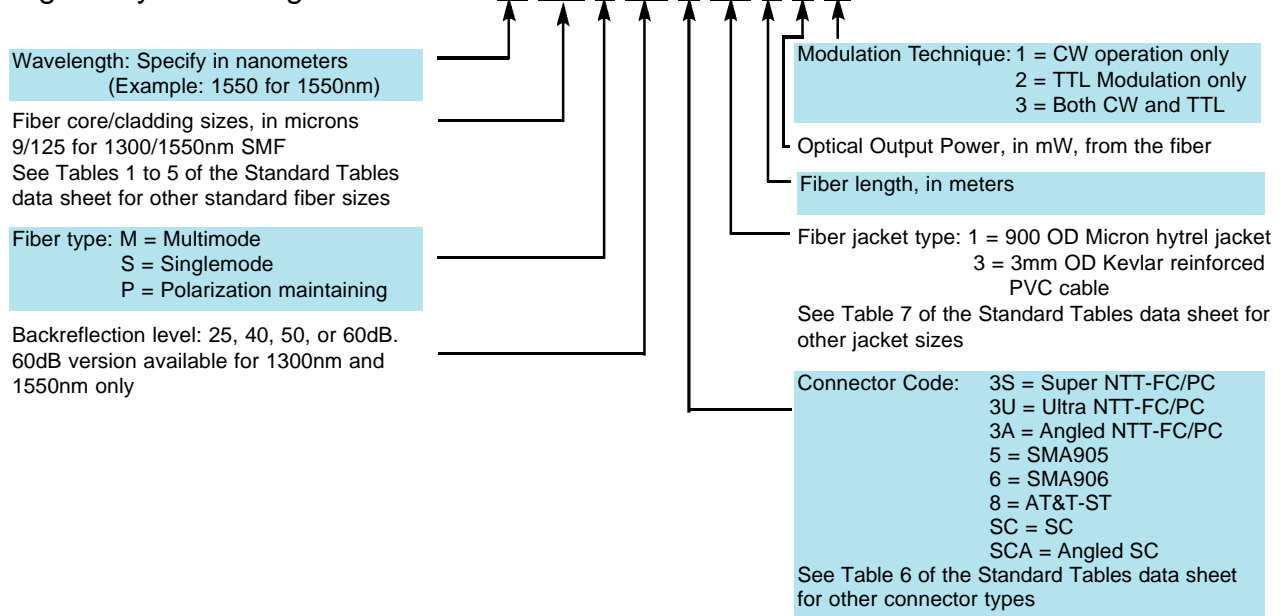 Wavelength: Specify in nanometers
(Example: 1550 for 1550nm)
Fiber core/cladding sizes, in microns
9/125 for 1300/1550nm SMF
See Tables 1 to 5 of the Standard Tables
data sheet for other standard fiber sizes
Fiber type: M = Multimode
S = Singlemode
P = Polarization maintaining
Backreflection level: 25, 40, 50, or 60dB.
60dB version available for 1300nm and
1550nm only
Modulation Technique: 1 = CW operation only
2 = TTL Modulation only
3 = Both CW and TTL
Optical Output Power, in mW, from the fiber
Fiber length, in meters
Fiber jacket type: 1 = 900 OD Micron hytrel jacket
3 = 3mm OD Kevlar reinforced
PVC cable
See Table 7 of the Standard Tables data sheet for
other jacket sizes
Connector Code: 3S = Super NTT-FC/PC
3U = Ultra NTT-FC/PC
3A = Angled NTT-FC/PC
5 = SMA905
6 = SMA906
8 = AT&T-ST
SC = SC
SCA = Angled SC
See Table 6 of the Standard Tables data sheet
for other connector types